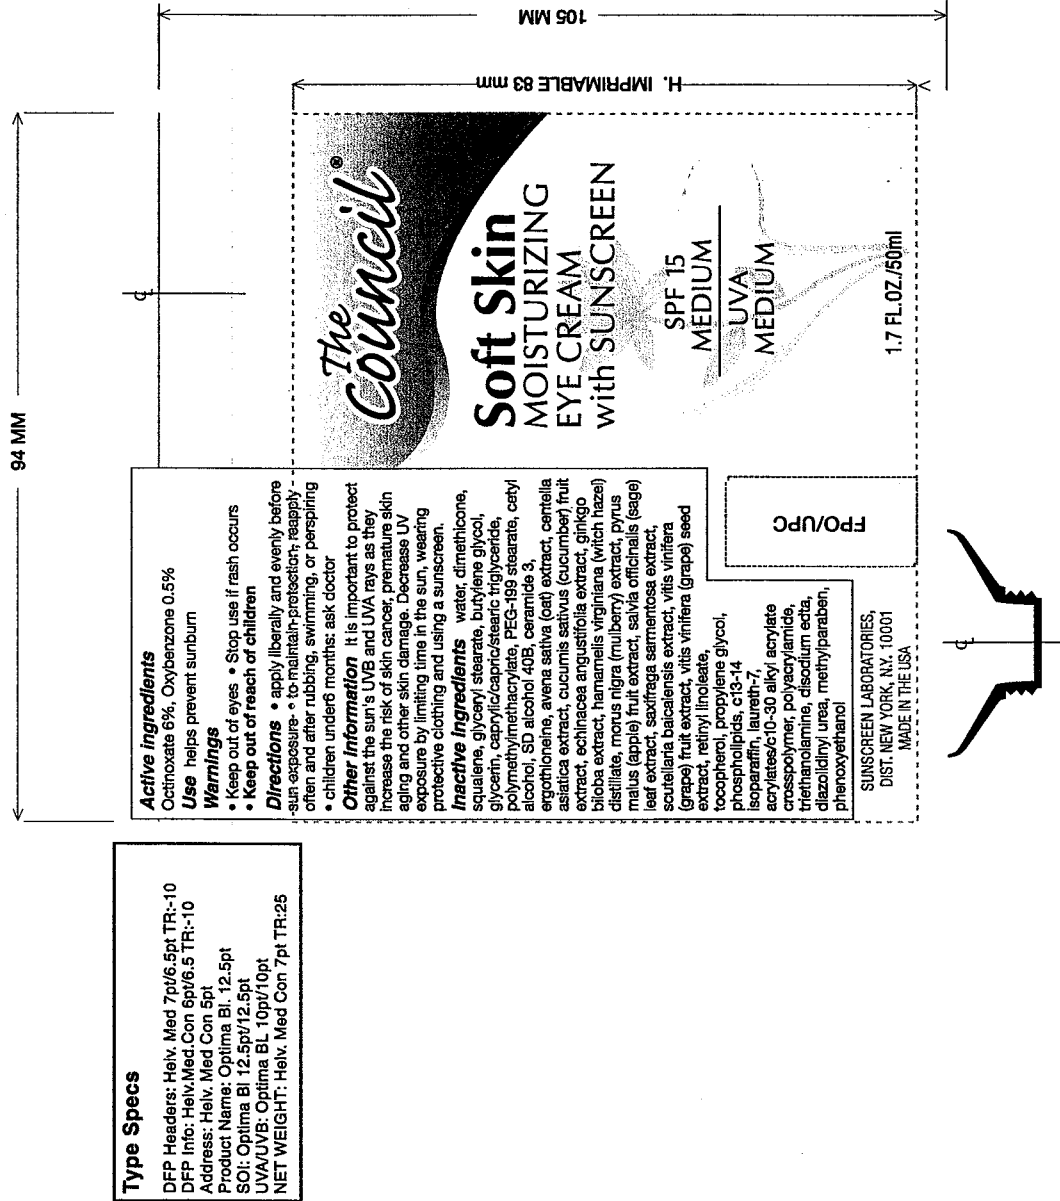 105 MM
H. IMPRIMABLE 83 mm
94 MM
The
Council®
Soft Skin
MOISTURIZING
EYE CREAM
with SUNSCREEN
SPF 15
MEDIUM
UVA
MEDIUM
1.7 FL.OZ./50ml
Active ingredients
Octinoxate 6%, Oxybenzone 0.5%
Use helps prevent sunburn
Warnings
• Keep out of eyes • Stop use if rash occurs
• Keep out of reach of children
Directions • apply liberally and evenly before
sun exposure • to maintain protection, reapply
often and after rubbing, swimming, or perspiring
• children under6 months: ask doctor
Other Information It is important to protect
against the sun's UVB and UVA rays as they
increase the risk of skin cancer, premature skin
aging and other skin damage. Decrease UV
exposure by limiting time in the sun, wearing
protective clothing and using a sunscreen.
Inactive Ingredients water, dimethicone,
squalene, glyceryl stearate, butylene glycol,
glycerin, caprylic/capric/stearic triglyceride,
polymethylmethacrylate, PEG-199 stearate, cetyl
alcohol, SD alcohol 40B, ceramide 3,
ergothioneine, avena sativa (oat) extract, centella
asiatica extract, cucumis sativus (cucumber) fruit
extract, echinacea angustifolia extract, ginkgo
biloba extract, hamamelis virginiana (witch hazel)
distillate, morus nigra (mulberry) extract, pyrus
malus (apple) fruit extract, salvia officinalis (sage)
leaf extract, saxifraga sarmentosa extract,
scutellaria baicalensis extract, vitis vinifera
(grape) fruit extract, vitis vinifera (grape) seed
extract, retinyl linoleate,
tocopherol, propylene glycol,
phospholipids, c13-14
isoparaffin, laureth-7,
acrylates/c10-30 alkyl acrylate
crosspolymer, polyacrylamide,
triethanolamine, disodium edta,
diazolidinyl urea, methylparaben,
phenoxyethanol
FPO/UPC
SUNSCREEN LABORATORIES,
DIST. NEW YORK, N.Y. 10001
MADE IN THE USA
Type Specs
DFP Headers: Helv. Med 7pt/6.5pt TR:-10
DFP Info: Helv.Med.Con 6pt/6.5 TR:-10
Address: Helv. Med Con 5pt
Product Name: Optima Bl. 12.5pt
SOI: Optima Bl 12.5pt/12.5pt
UVA/UVB: Optima BL 10pt/10pt
NET WEIGHT: Helv. Med Con 7pt TR:25